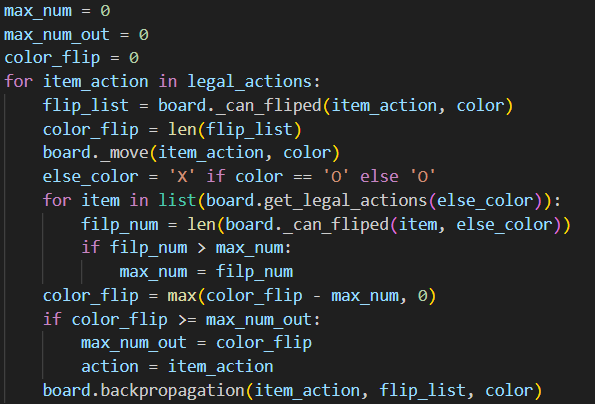 max_num = 0
max_num_out = 0
color_flip = 0
for item_action in legal_actions:
    flip_list = board._can_fliped(item_action, color)
    color_flip = len(flip_list)
    board._move(item_action, color)
    else_color = 'X' if color == 'O' else 'O'
    for item in list(board.get_legal_actions(else_color)):
        filp_num = len(board._can_fliped(item, else_color))
        if filp_num > max_num:
            max_num = filp_num
    color_flip = max(color_flip - max_num, 0)
    if color_flip >= max_num_out:
        max_num_out = color_flip
        action = item_action
    board.backpropagation(item_action, flip_list, color)